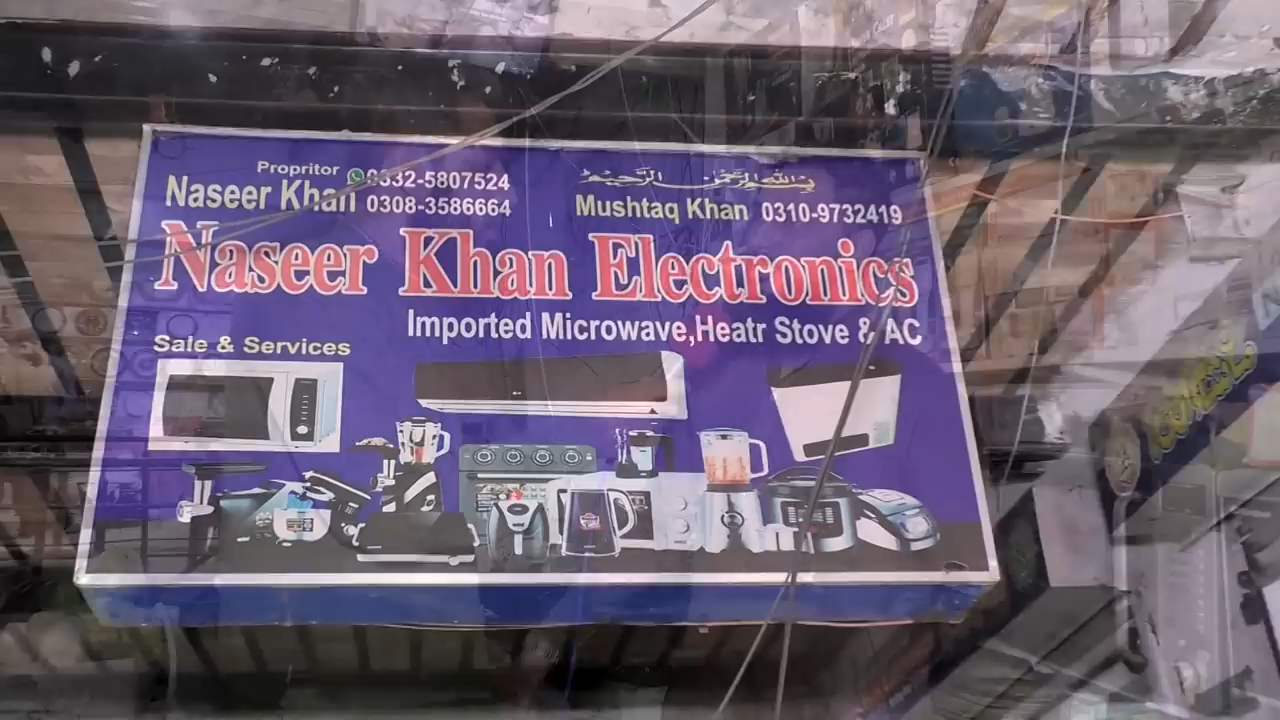 Propritor 0332-5807524
Naseer Khan 0308-3586664
بسم الله الرحمن الرحیم
Mushtaq Khan 0310-9732419
Naseer Khan Electronics
Imported Microwave,Heatr Stove & AC
Sale & Services